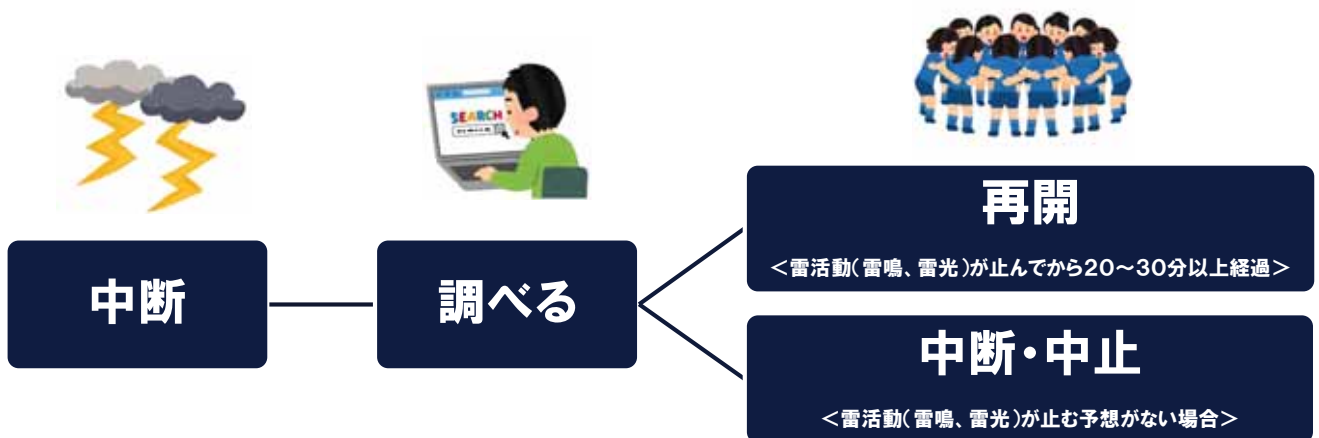 SEARCH
中断
調べる
再開
＜雷活動（雷鳴、雷光）が止んでから20〜30分以上経過＞
中断・中止
＜雷活動（雷鳴、雷光）が止む予想がない場合＞